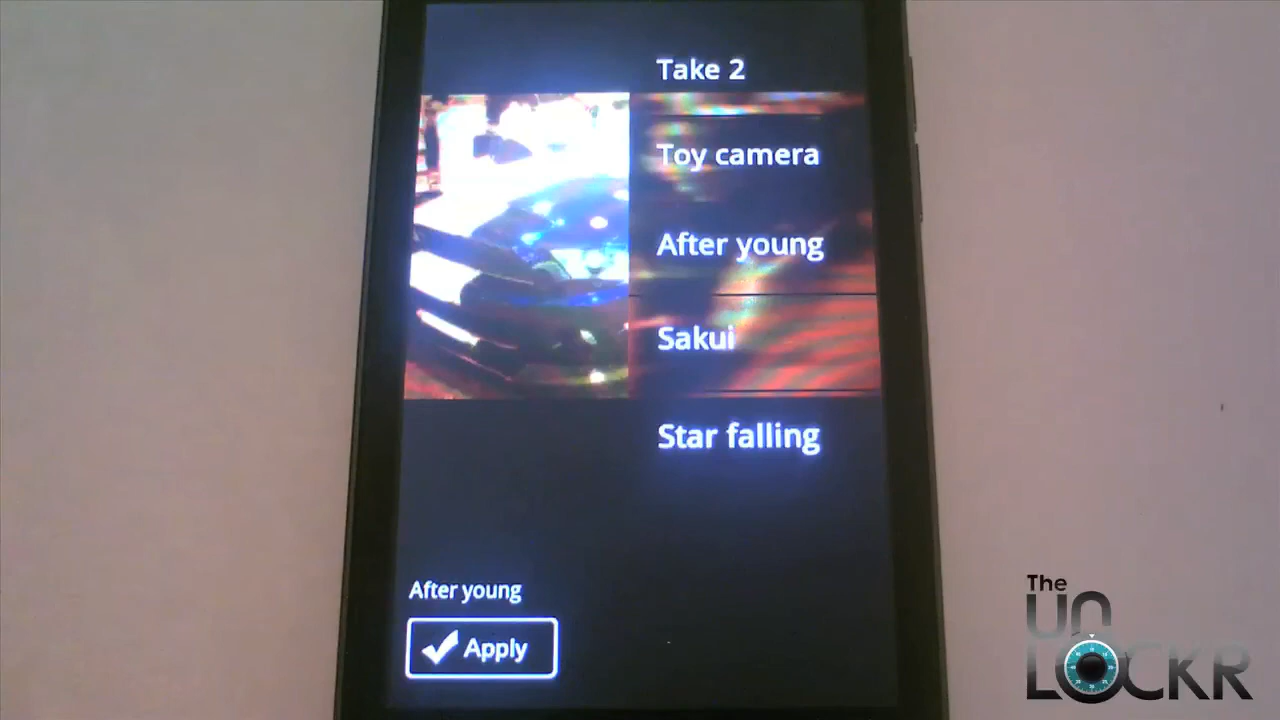 Take 2
Toy camera
After young
Sakui
Star falling
After young
Apply
The
UN
LOCKR